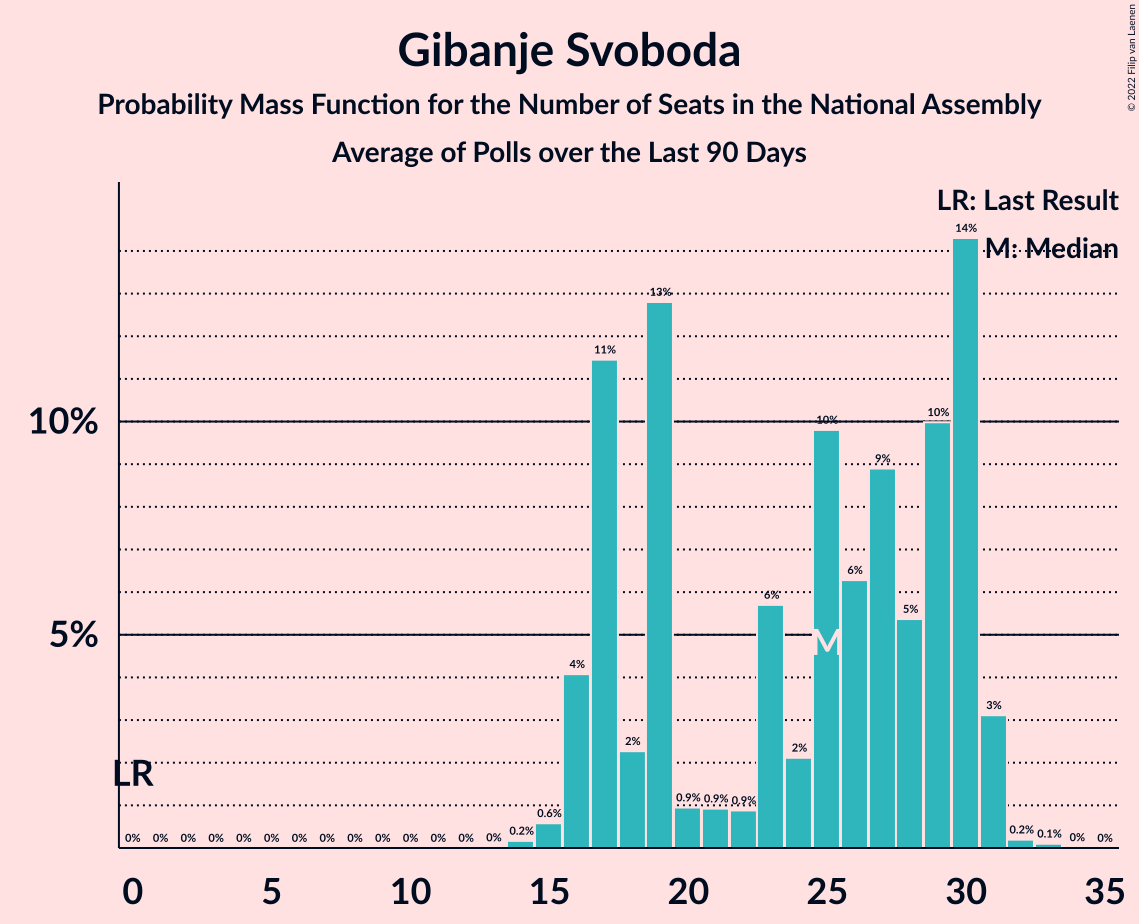 Gibanje Svoboda
Probability Mass Function for the Number of Seats in the National Assembly
Average of Polls over the Last 90 Days
© 2022 Filip van Laenen
LR: Last Result
M: Median
10%
5%
LR
M
0% 0% 0% 0% 0% 0% 0% 0% 0% 0% 0% 0% 0% 0% 0.2% 0.6% 4% 11% 2% 13% 0.9% 0.9% 0.9% 6% 2% 10% 6% 9% 5% 10% 14% 3% 0.2% 0.1% 0% 0%
0 5 10 15 20 25 30 35